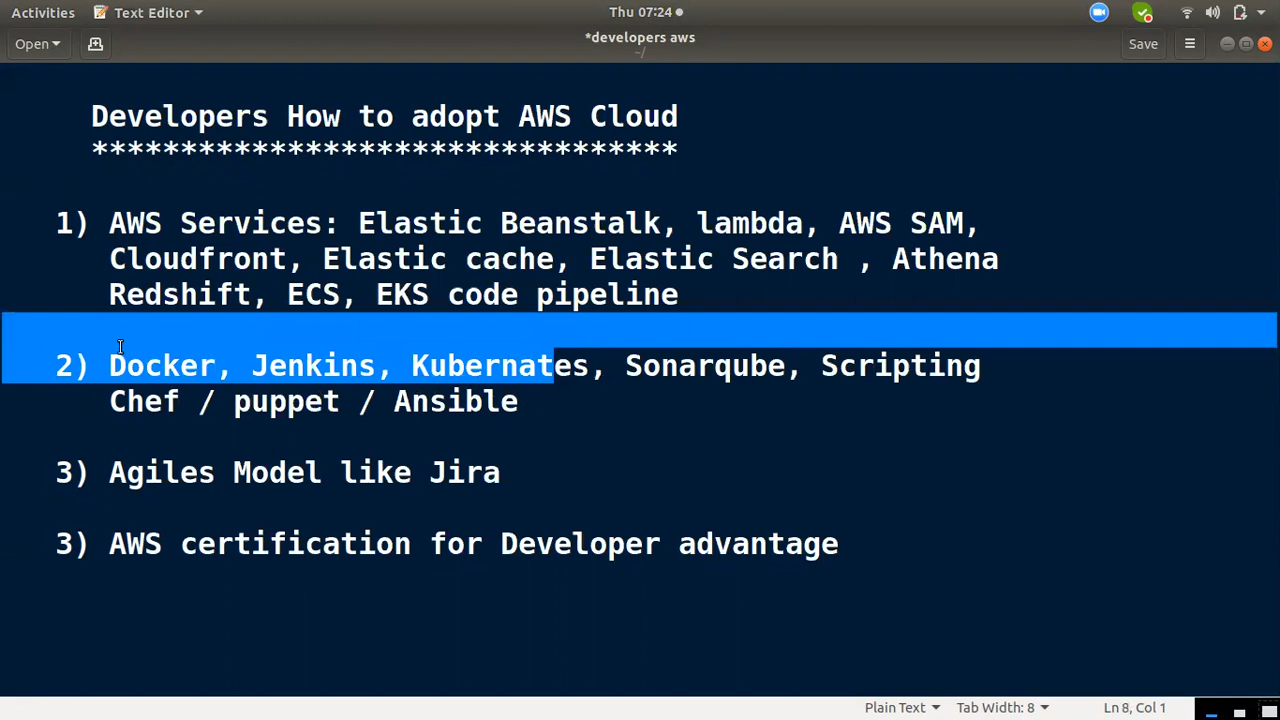 Activities Text Editor Thu 07:24
Open *developers aws Save
~/
Developers How to adopt AWS Cloud
*********************************
1) AWS Services: Elastic Beanstalk, lambda, AWS SAM,
Cloudfront, Elastic cache, Elastic Search , Athena
Redshift, ECS, EKS code pipeline
2) Docker, Jenkins, Kubernates, Sonarqube, Scripting
Chef / puppet / Ansible
3) Agiles Model like Jira
3) AWS certification for Developer advantage
Plain Text Tab Width: 8 Ln 8, Col 1